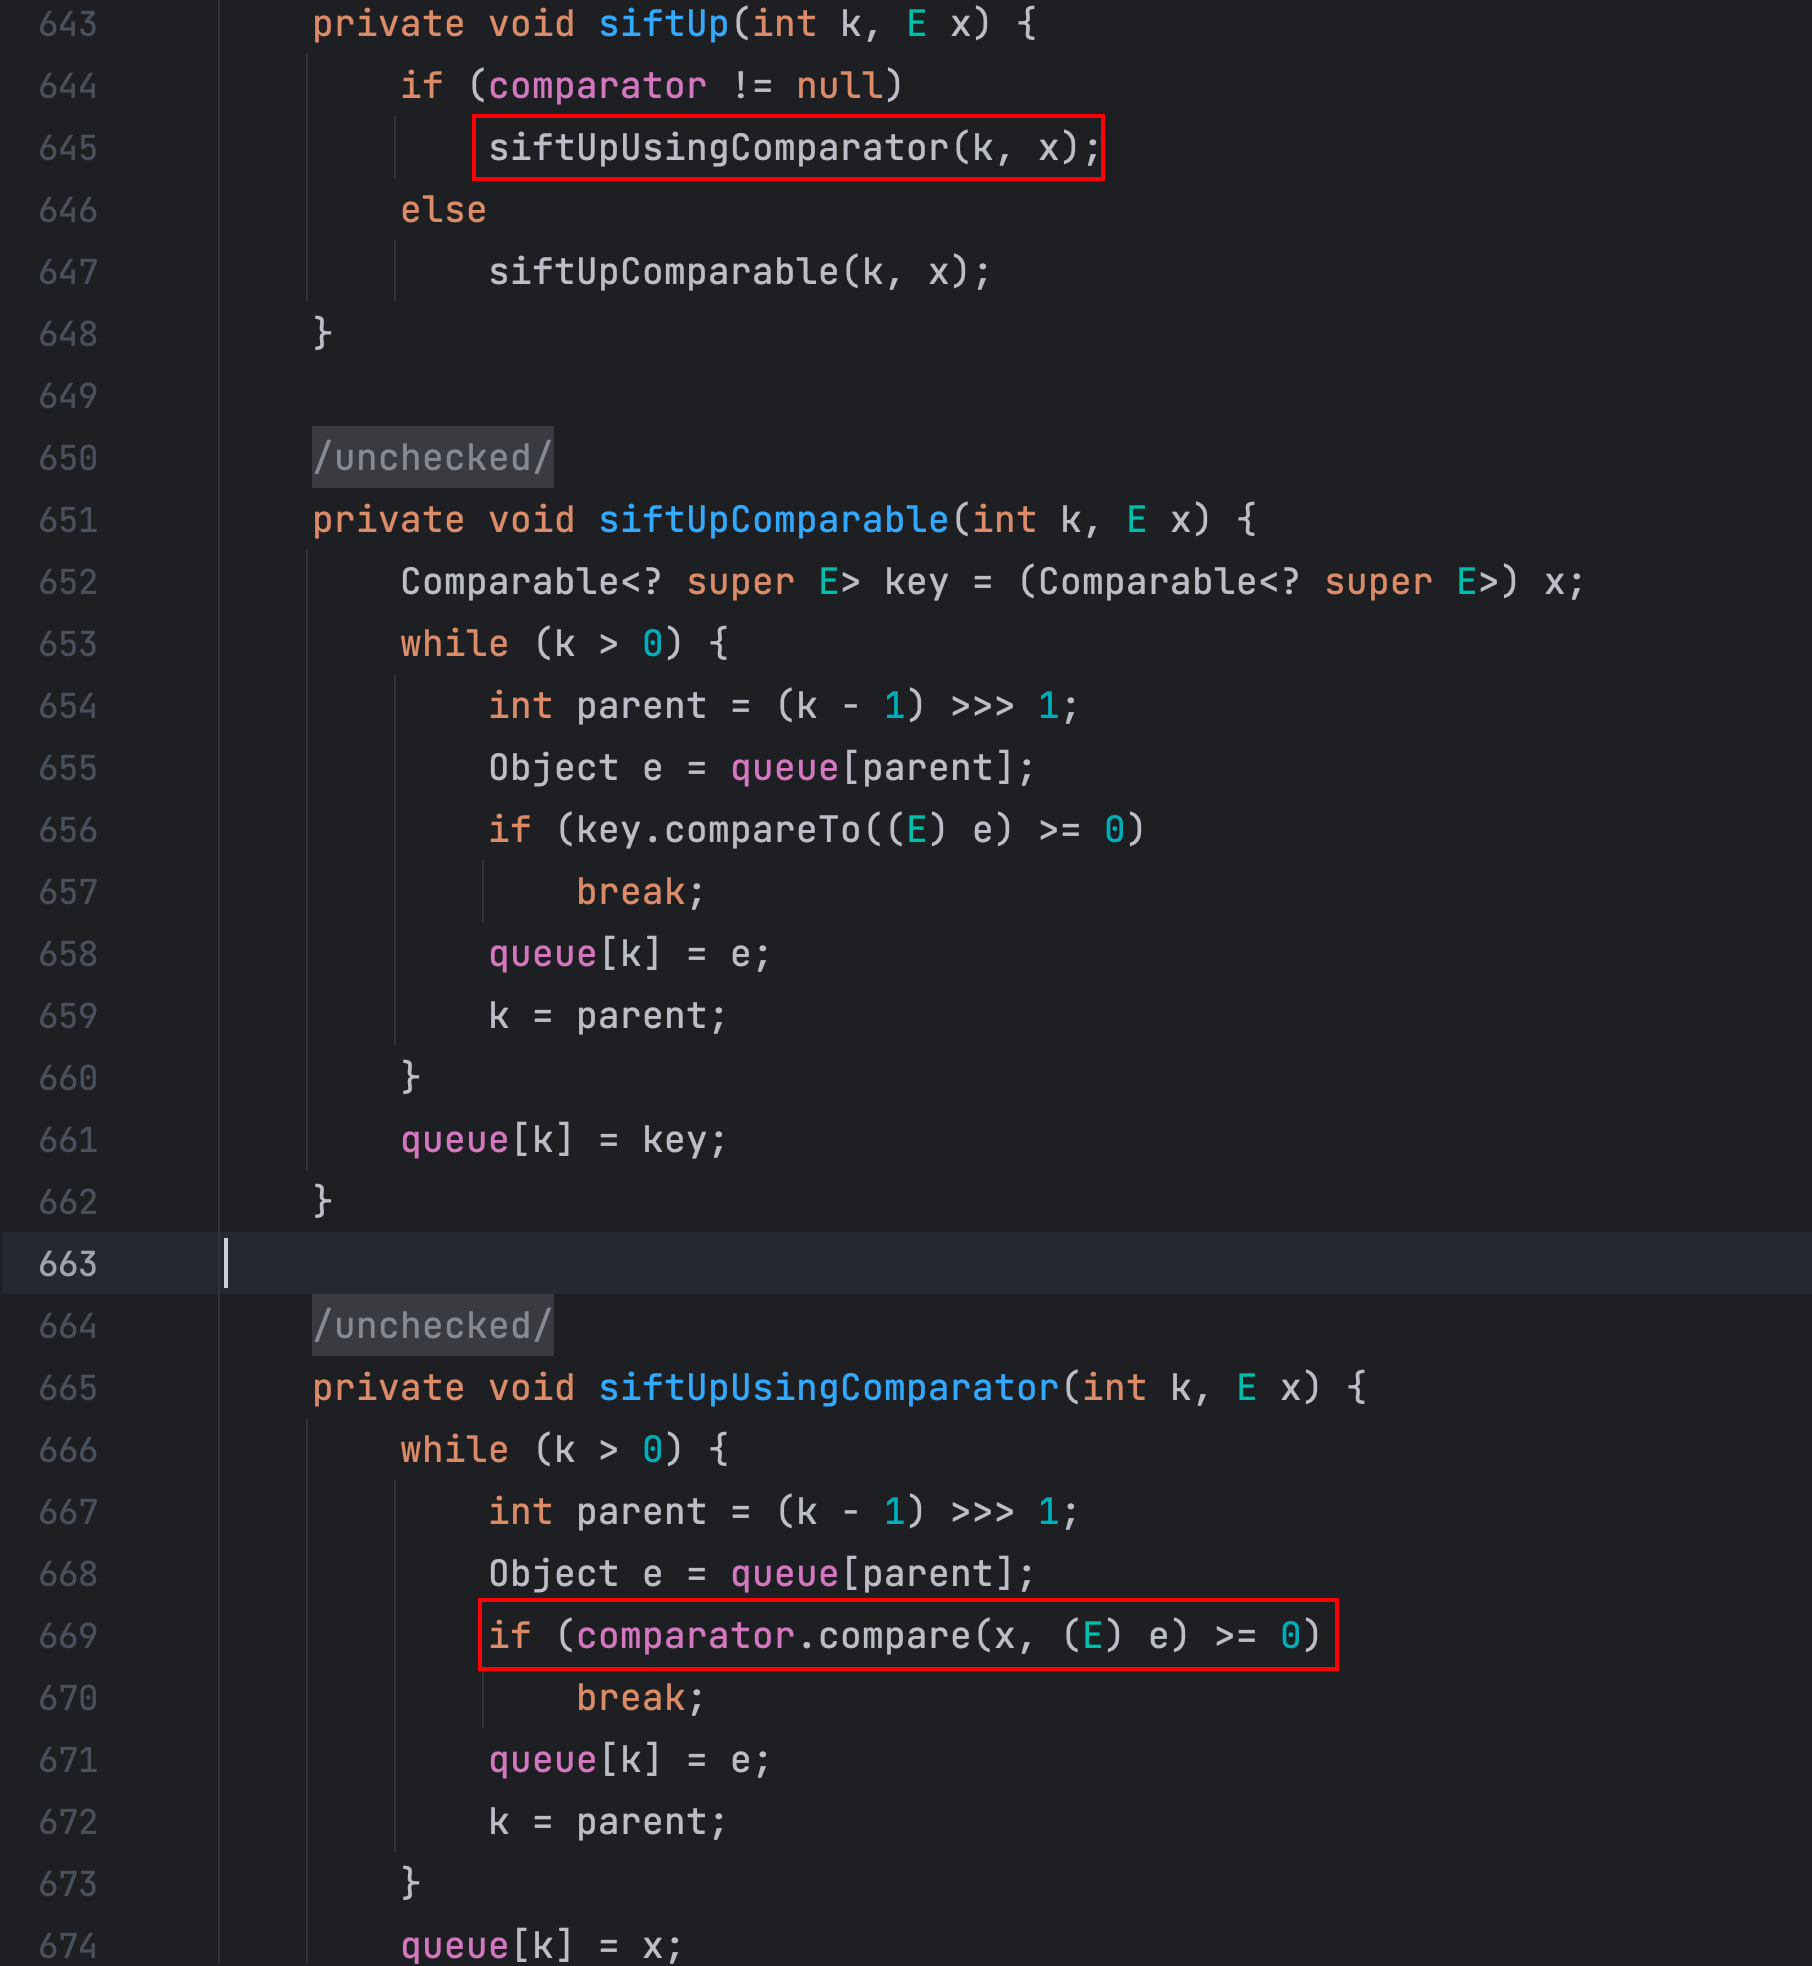 643 private void siftUp(int k, E x) {
644 if (comparator != null)
645 siftUpUsingComparator(k, x);
646 else
647 siftUpComparable(k, x);
648 }
649
650 /unchecked/
651 private void siftUpComparable(int k, E x) {
652 Comparable<? super E> key = (Comparable<? super E>) x;
653 while (k > 0) {
654 int parent = (k - 1) >>> 1;
655 Object e = queue[parent];
656 if (key.compareTo((E) e) >= 0)
657 break;
658 queue[k] = e;
659 k = parent;
660 }
661 queue[k] = key;
662 }
663
664 /unchecked/
665 private void siftUpUsingComparator(int k, E x) {
666 while (k > 0) {
667 int parent = (k - 1) >>> 1;
668 Object e = queue[parent];
669 if (comparator.compare(x, (E) e) >= 0)
670 break;
671 queue[k] = e;
672 k = parent;
673 }
674 queue[k] = x;